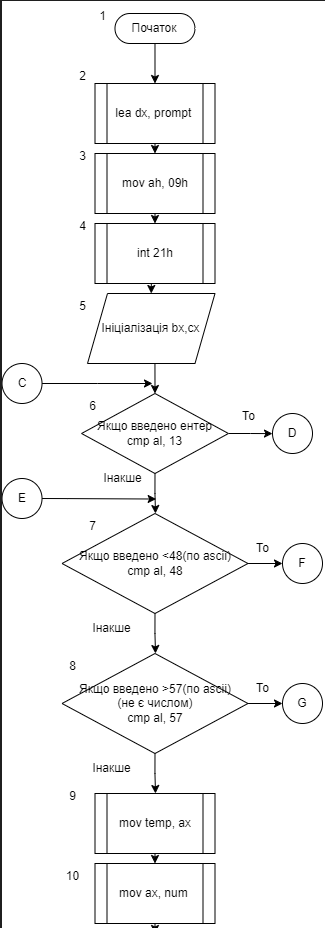 1
Початок
2
lea dx, prompt
3
mov ah, 09h
4
int 21h
5
Ініціалізація bx,cx
C
6
Якщо введено ентер
cmp al, 13
То
D
Інакше
E
7
Якщо введено <48(по ascii)
cmp al, 48
То
F
Інакше
8
Якщо введено >57(по ascii)
(не є числом)
cmp al, 57
То
G
Інакше
9
mov temp, ax
10
mov ax, num